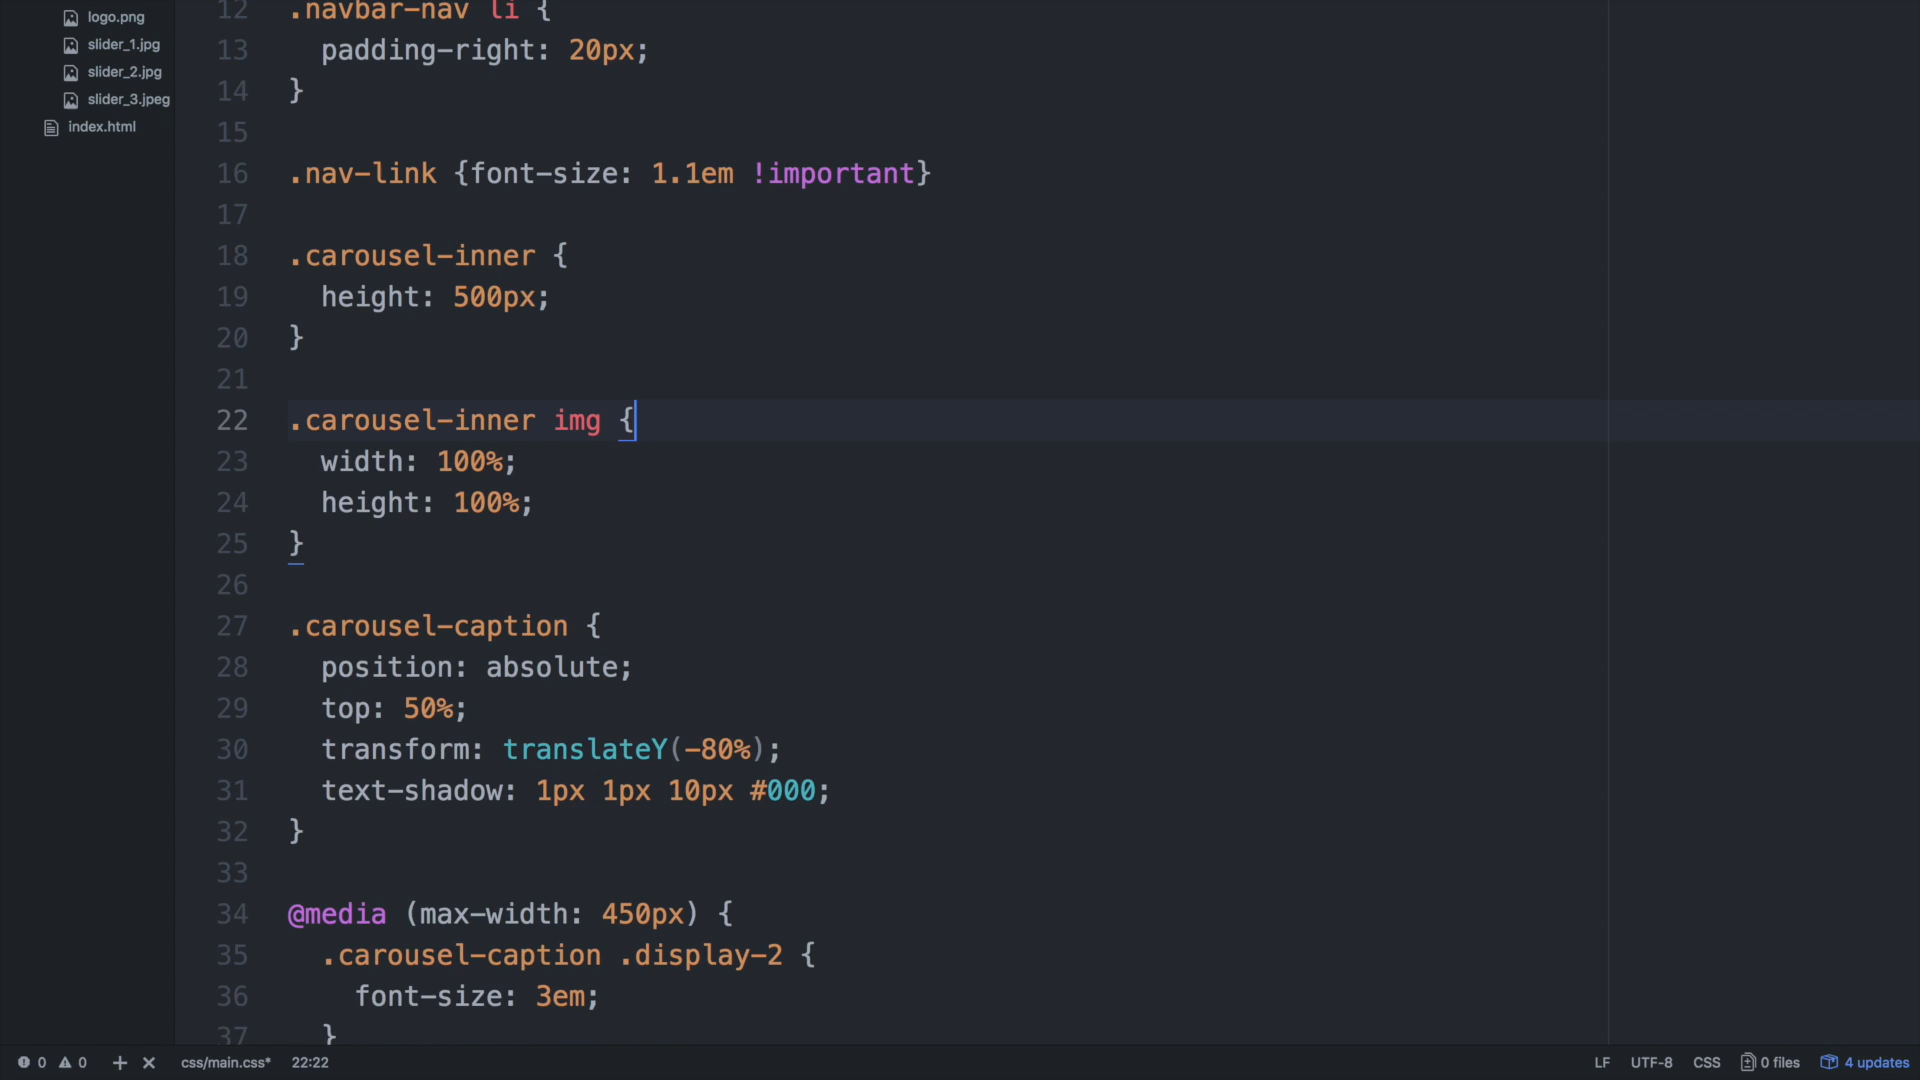 logo.png
slider_1.jpg
slider_2.jpg
slider_3.jpeg
index.html
12 .navbar-nav li {
13   padding-right: 20px;
14 }
15
16 .nav-link {font-size: 1.1em !important}
17
18 .carousel-inner {
19   height: 500px;
20 }
21
22 .carousel-inner img {
23   width: 100%;
24   height: 100%;
25 }
26
27 .carousel-caption {
28   position: absolute;
29   top: 50%;
30   transform: translateY(-80%);
31   text-shadow: 1px 1px 10px #000;
32 }
33
34 @media (max-width: 450px) {
35   .carousel-caption .display-2 {
36     font-size: 3em;
37   }
0 0 + × css/main.css* 22:22 LF UTF-8 CSS 0 files 4 updates